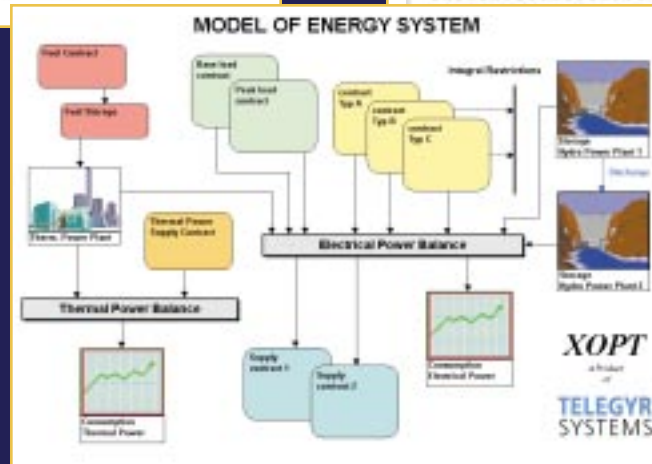 MODEL OF ENERGY SYSTEM
Fuel Contract
Fuel Storage
Therm. Power Plant
Thermal Power
Supply Contract
Base load
contract
Peak load
contract
contract
Typ A
contract
Typ B
contract
Typ C
Integral Restrictions
Storage
Hydro Power Plant 1
Discharge
Storage
Hydro Power Plant 2
Electrical Power Balance
Thermal Power Balance
Consumption
Thermal Power
Supply
contract 1
Supply
contract 2
Consumption
Electrical Power
XOPT
a Product
of
TELEGYR
SYSTEMS